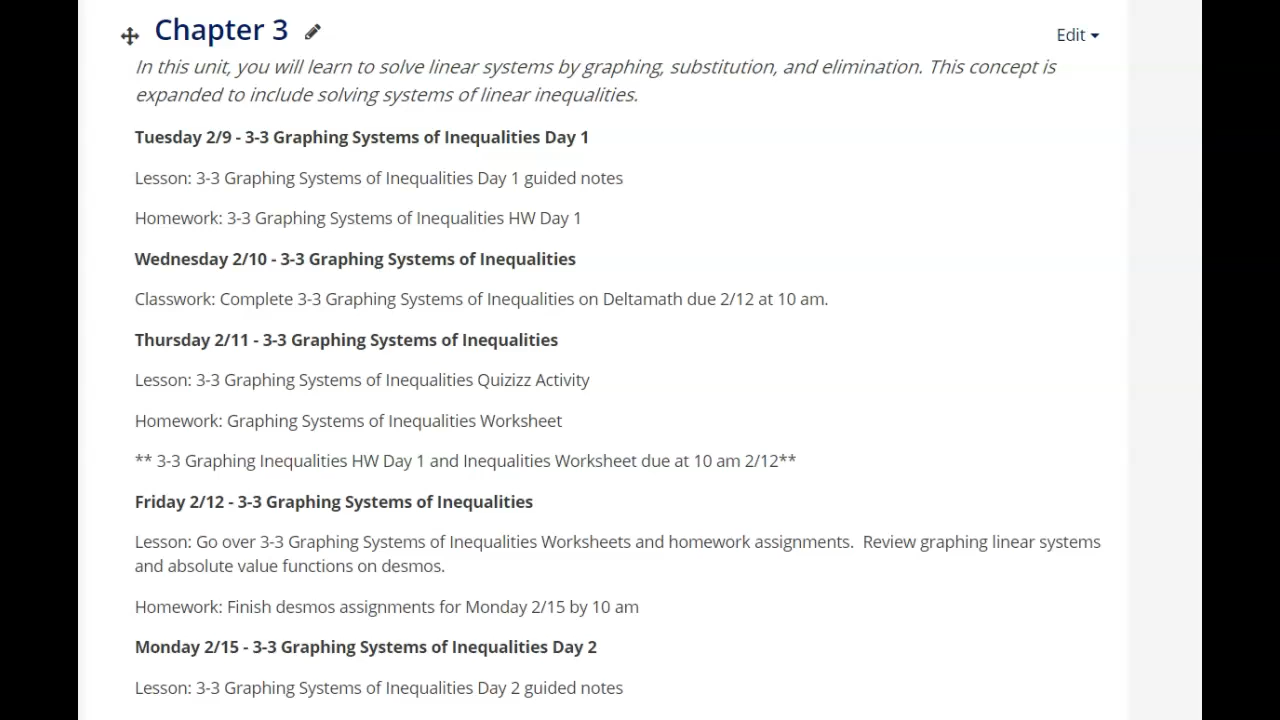 Chapter 3
Edit
In this unit, you will learn to solve linear systems by graphing, substitution, and elimination. This concept is
expanded to include solving systems of linear inequalities.
Tuesday 2/9 - 3-3 Graphing Systems of Inequalities Day 1
Lesson: 3-3 Graphing Systems of Inequalities Day 1 guided notes
Homework: 3-3 Graphing Systems of Inequalities HW Day 1
Wednesday 2/10 - 3-3 Graphing Systems of Inequalities
Classwork: Complete 3-3 Graphing Systems of Inequalities on Deltamath due 2/12 at 10 am.
Thursday 2/11 - 3-3 Graphing Systems of Inequalities
Lesson: 3-3 Graphing Systems of Inequalities Quizizz Activity
Homework: Graphing Systems of Inequalities Worksheet
** 3-3 Graphing Inequalities HW Day 1 and Inequalities Worksheet due at 10 am 2/12**
Friday 2/12 - 3-3 Graphing Systems of Inequalities
Lesson: Go over 3-3 Graphing Systems of Inequalities Worksheets and homework assignments.  Review graphing linear systems
and absolute value functions on desmos.
Homework: Finish desmos assignments for Monday 2/15 by 10 am
Monday 2/15 - 3-3 Graphing Systems of Inequalities Day 2
Lesson: 3-3 Graphing Systems of Inequalities Day 2 guided notes